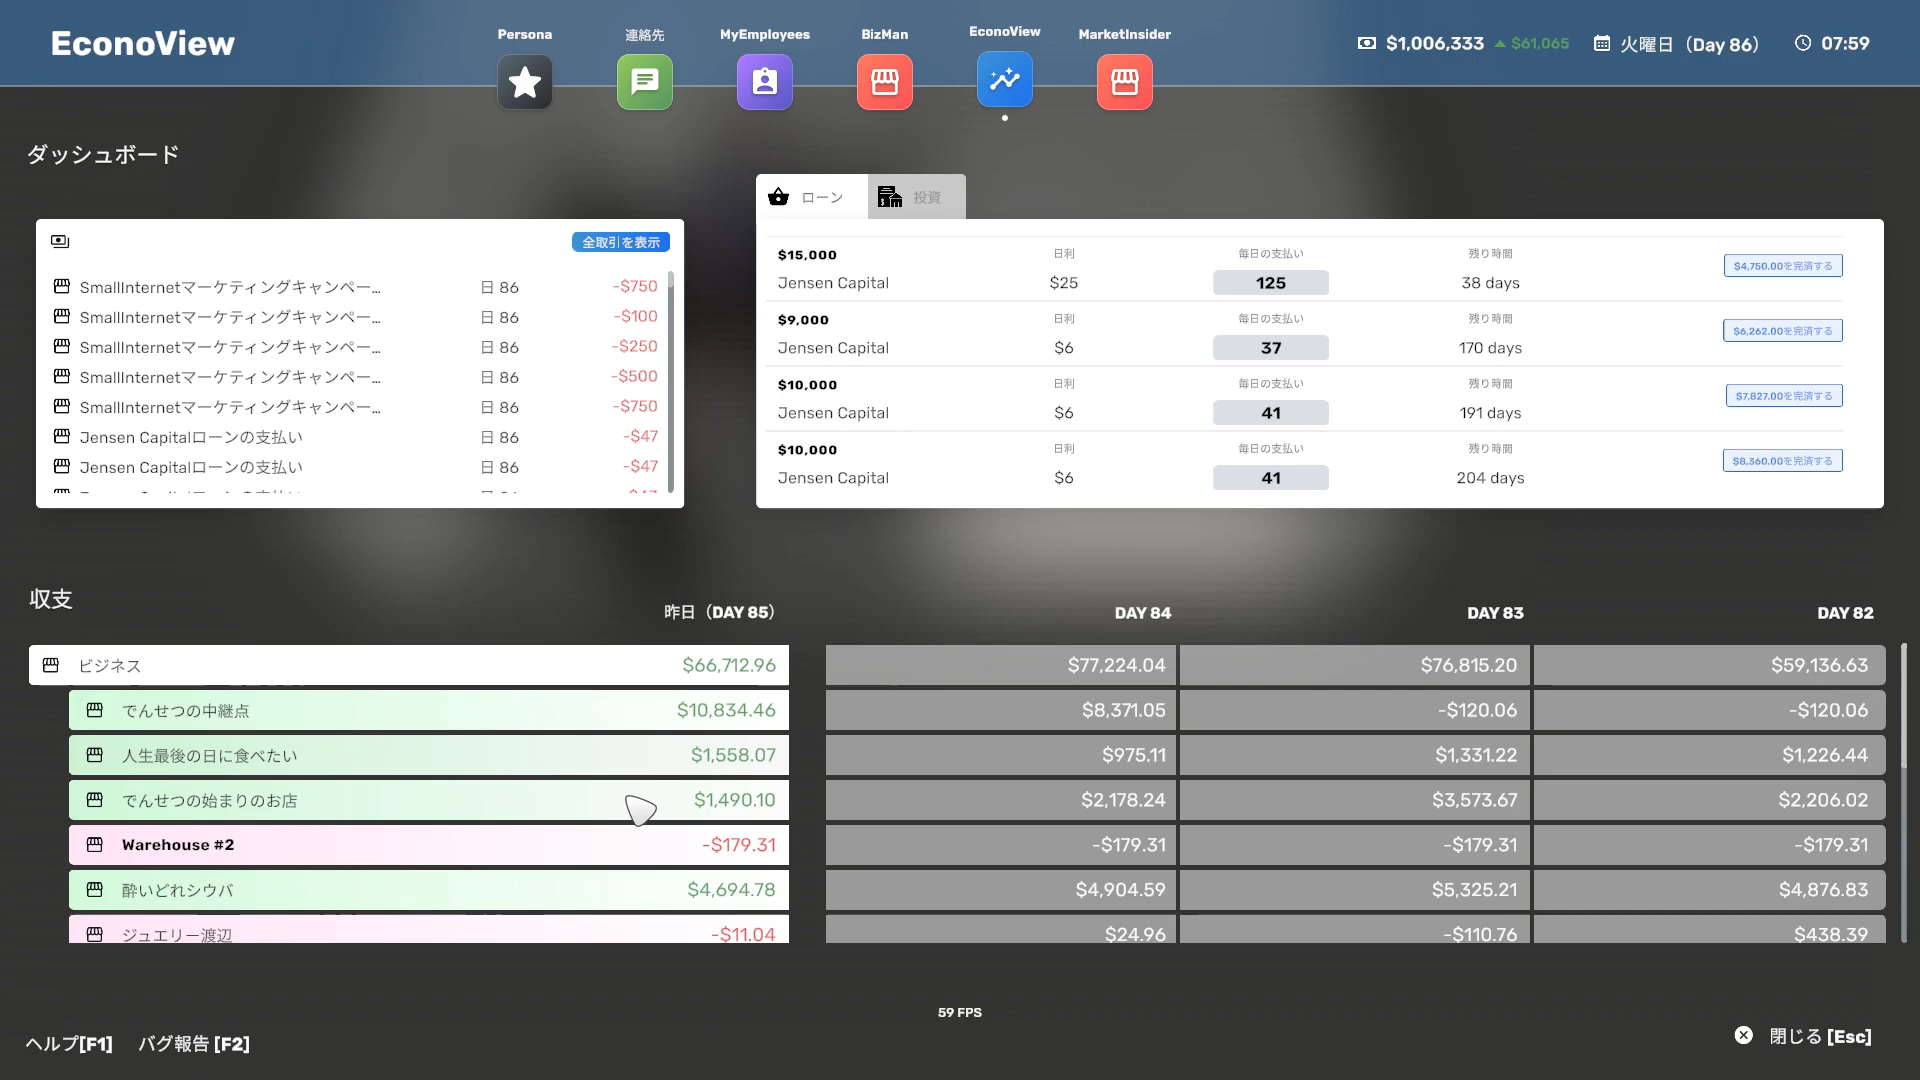 EconoView
Persona
連絡先
MyEmployees
BizMan
EconoView
MarketInsider
$1,006,333
$61,065
火曜日（Day 86）
07:59
ダッシュボード
全取引を表示
SmallInternetマーケティングキャンペー... 日 86 -$750
SmallInternetマーケティングキャンペー... 日 86 -$100
SmallInternetマーケティングキャンペー... 日 86 -$250
SmallInternetマーケティングキャンペー... 日 86 -$500
SmallInternetマーケティングキャンペー... 日 86 -$750
Jensen Capitalローンの支払い 日 86 -$47
Jensen Capitalローンの支払い 日 86 -$47
ローン
投資
$15,000 日利 毎日の支払い 残り時間
Jensen Capital $25 125 38 days
$4,750.00を完済する
$9,000 日利 毎日の支払い 残り時間
Jensen Capital $6 37 170 days
$6,262.00を完済する
$10,000 日利 毎日の支払い 残り時間
Jensen Capital $6 41 191 days
$7,827.00を完済する
$10,000 日利 毎日の支払い 残り時間
Jensen Capital $6 41 204 days
$8,360.00を完済する
収支
昨日（DAY 85） DAY 84 DAY 83 DAY 82
ビジネス $66,712.96 $77,224.04 $76,815.20 $59,136.63
でんせつの中継点 $10,834.46 $8,371.05 -$120.06 -$120.06
人生最後の日に食べたい $1,558.07 $975.11 $1,331.22 $1,226.44
でんせつの始まりのお店 $1,490.10 $2,178.24 $3,573.67 $2,206.02
Warehouse #2 -$179.31 -$179.31 -$179.31 -$179.31
酔いどれシウバ $4,694.78 $4,904.59 $5,325.21 $4,876.83
ジュエリー渡辺 -$11.04 $24.96 -$110.76 $438.39
59 FPS
ヘルプ[F1] バグ報告 [F2]
閉じる [Esc]